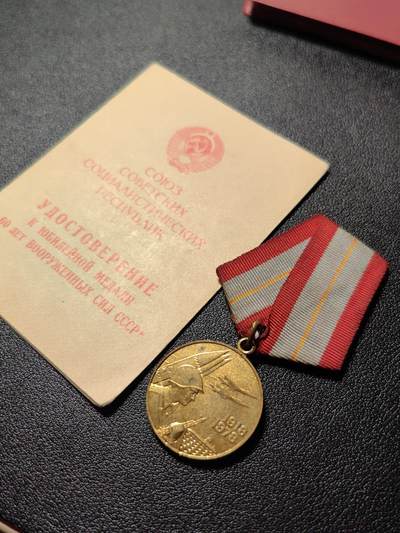 СОЮЗ
СОВЕТСКИХ
СОЦИАЛИСТИЧЕСКИХ
РЕСПУБЛИК
УДОСТОВЕРЕНИЕ
К ЮБИЛЕЙНОЙ МЕДАЛИ
60 ЛЕТ ВООРУЖЕННЫХ СИЛ СССР"
1918
1978